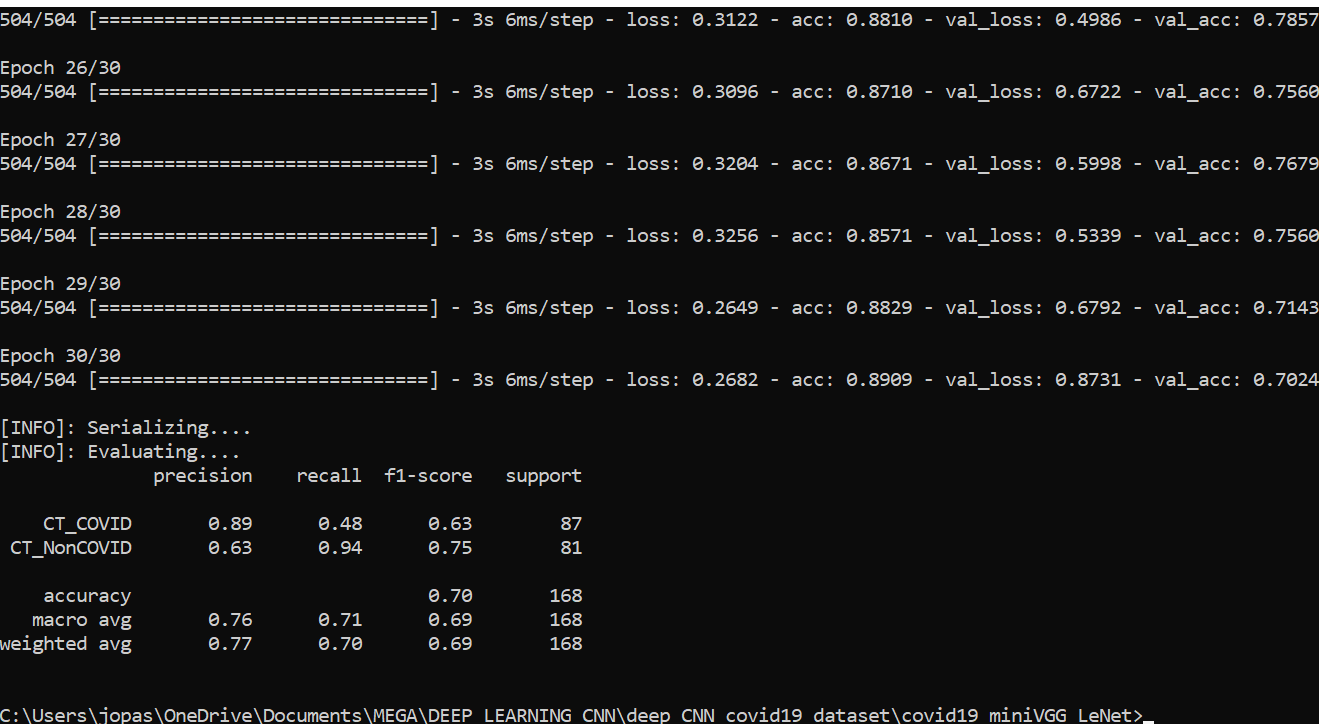 504/504 [==============================] - 3s 6ms/step - loss: 0.3122 - acc: 0.8810 - val_loss: 0.4986 - val_acc: 0.7857
Epoch 26/30
504/504 [==============================] - 3s 6ms/step - loss: 0.3096 - acc: 0.8710 - val_loss: 0.6722 - val_acc: 0.7560
Epoch 27/30
504/504 [==============================] - 3s 6ms/step - loss: 0.3204 - acc: 0.8671 - val_loss: 0.5998 - val_acc: 0.7679
Epoch 28/30
504/504 [==============================] - 3s 6ms/step - loss: 0.3256 - acc: 0.8571 - val_loss: 0.5339 - val_acc: 0.7560
Epoch 29/30
504/504 [==============================] - 3s 6ms/step - loss: 0.2649 - acc: 0.8829 - val_loss: 0.6792 - val_acc: 0.7143
Epoch 30/30
504/504 [==============================] - 3s 6ms/step - loss: 0.2682 - acc: 0.8909 - val_loss: 0.8731 - val_acc: 0.7024
[INFO]: Serializing....
[INFO]: Evaluating....
precision recall f1-score support
CT_COVID 0.89 0.48 0.63 87
CT_NonCOVID 0.63 0.94 0.75 81
accuracy 0.70 168
macro avg 0.76 0.71 0.69 168
weighted avg 0.77 0.70 0.69 168
C:\Users\jopas\OneDrive\Documents\MEGA\DEEP LEARNING CNN\deep CNN covid19 dataset\covid19 miniVGG LeNet>